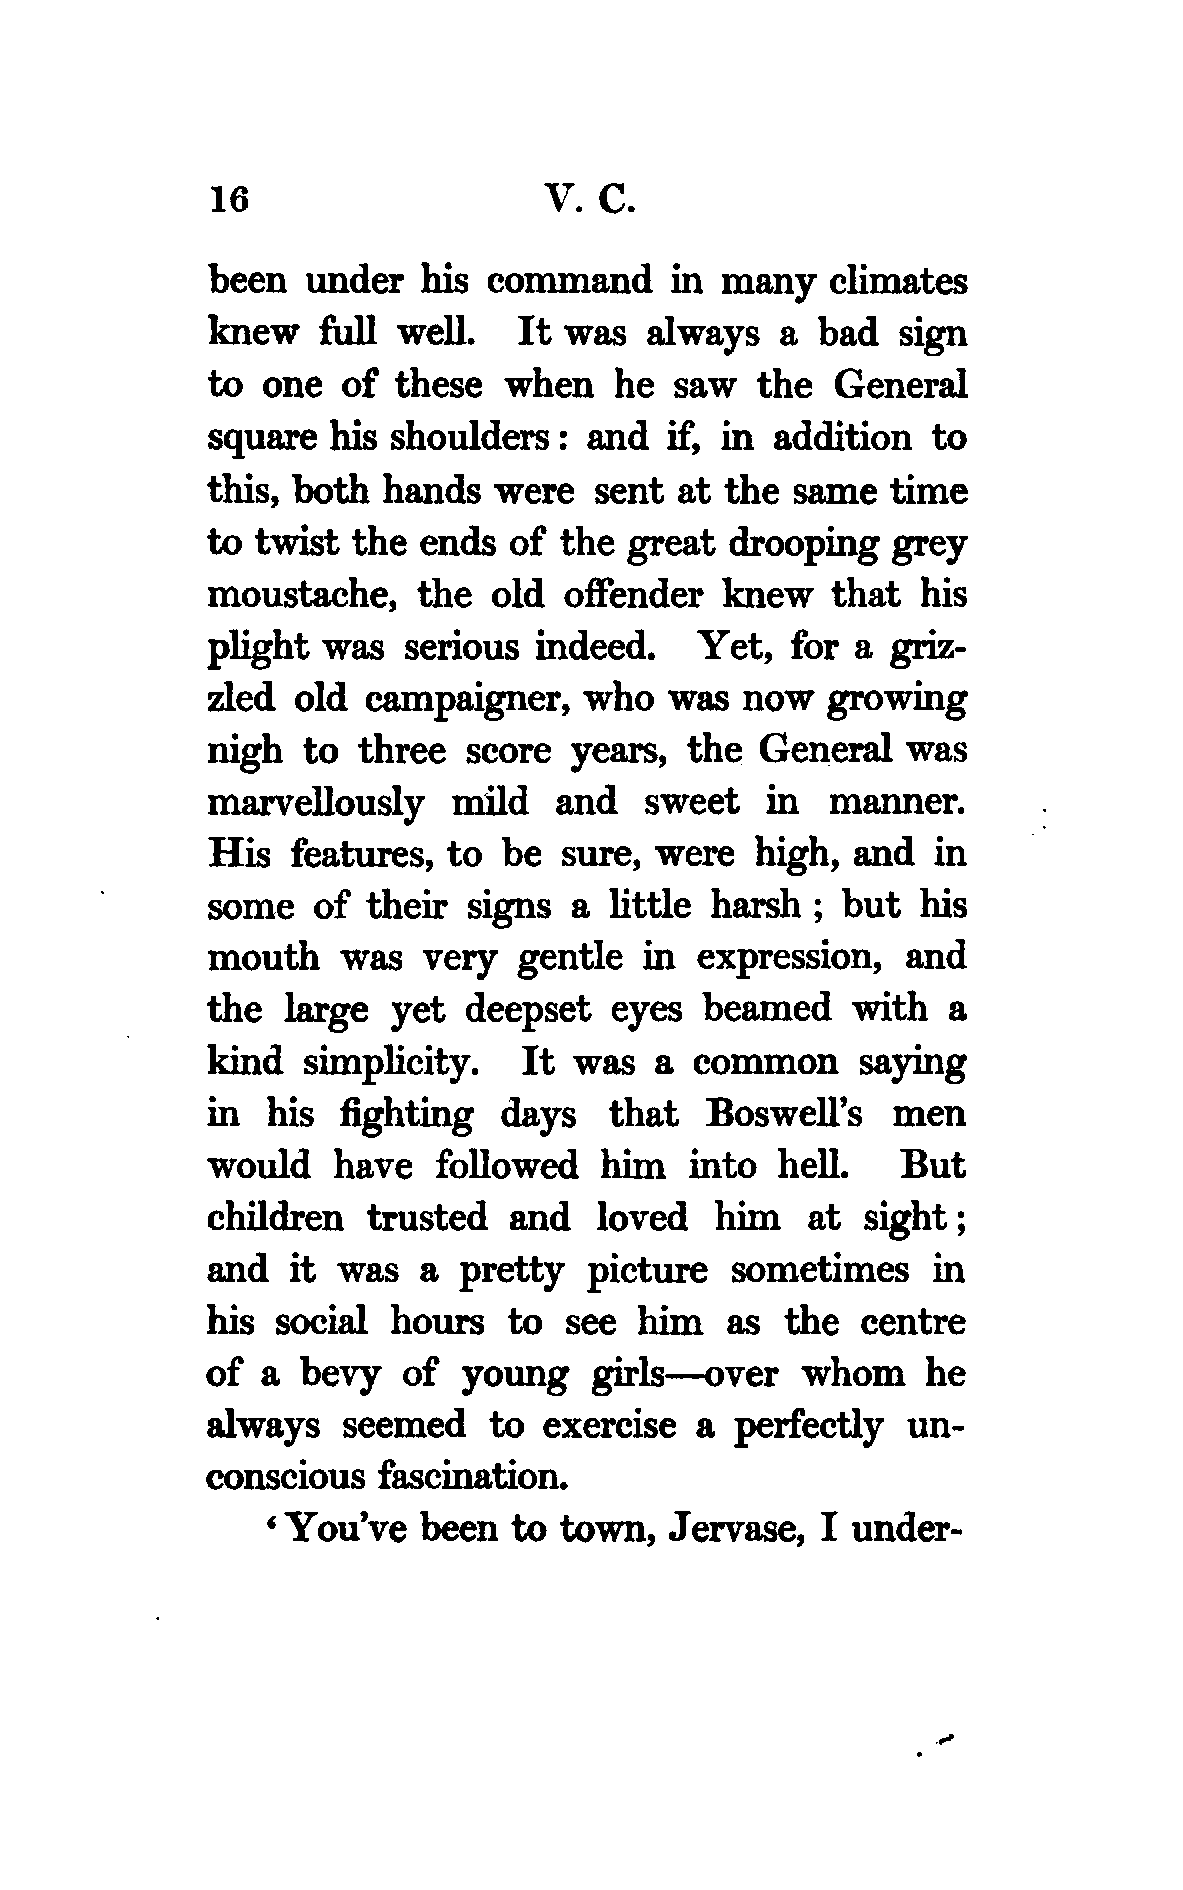 16 V. C.
been under his command in many climates
knew full well. It was always a bad sign
to one of these when he saw the General
square his shoulders : and if, in addition to
this, both hands were sent at the same time
to twist the ends of the great drooping grey
moustache, the old offender knew that his
plight was serious indeed. Yet, for a griz-
zled old campaigner, who was now growing
nigh to three score years, the General was
marvellously mild and sweet in manner.
His features, to be sure, were high, and in
some of their signs a little harsh ; but his
mouth was very gentle in expression, and
the large yet deepset eyes beamed with a
kind simplicity. It was a common saying
in his fighting days that Boswell's men
would have followed him into hell. But
children trusted and loved him at sight ;
and it was a pretty picture sometimes in
his social hours to see him as the centre
of a bevy of young girls—over whom he
always seemed to exercise a perfectly un-
conscious fascination.
‘ You've been to town, Jervase, I under-